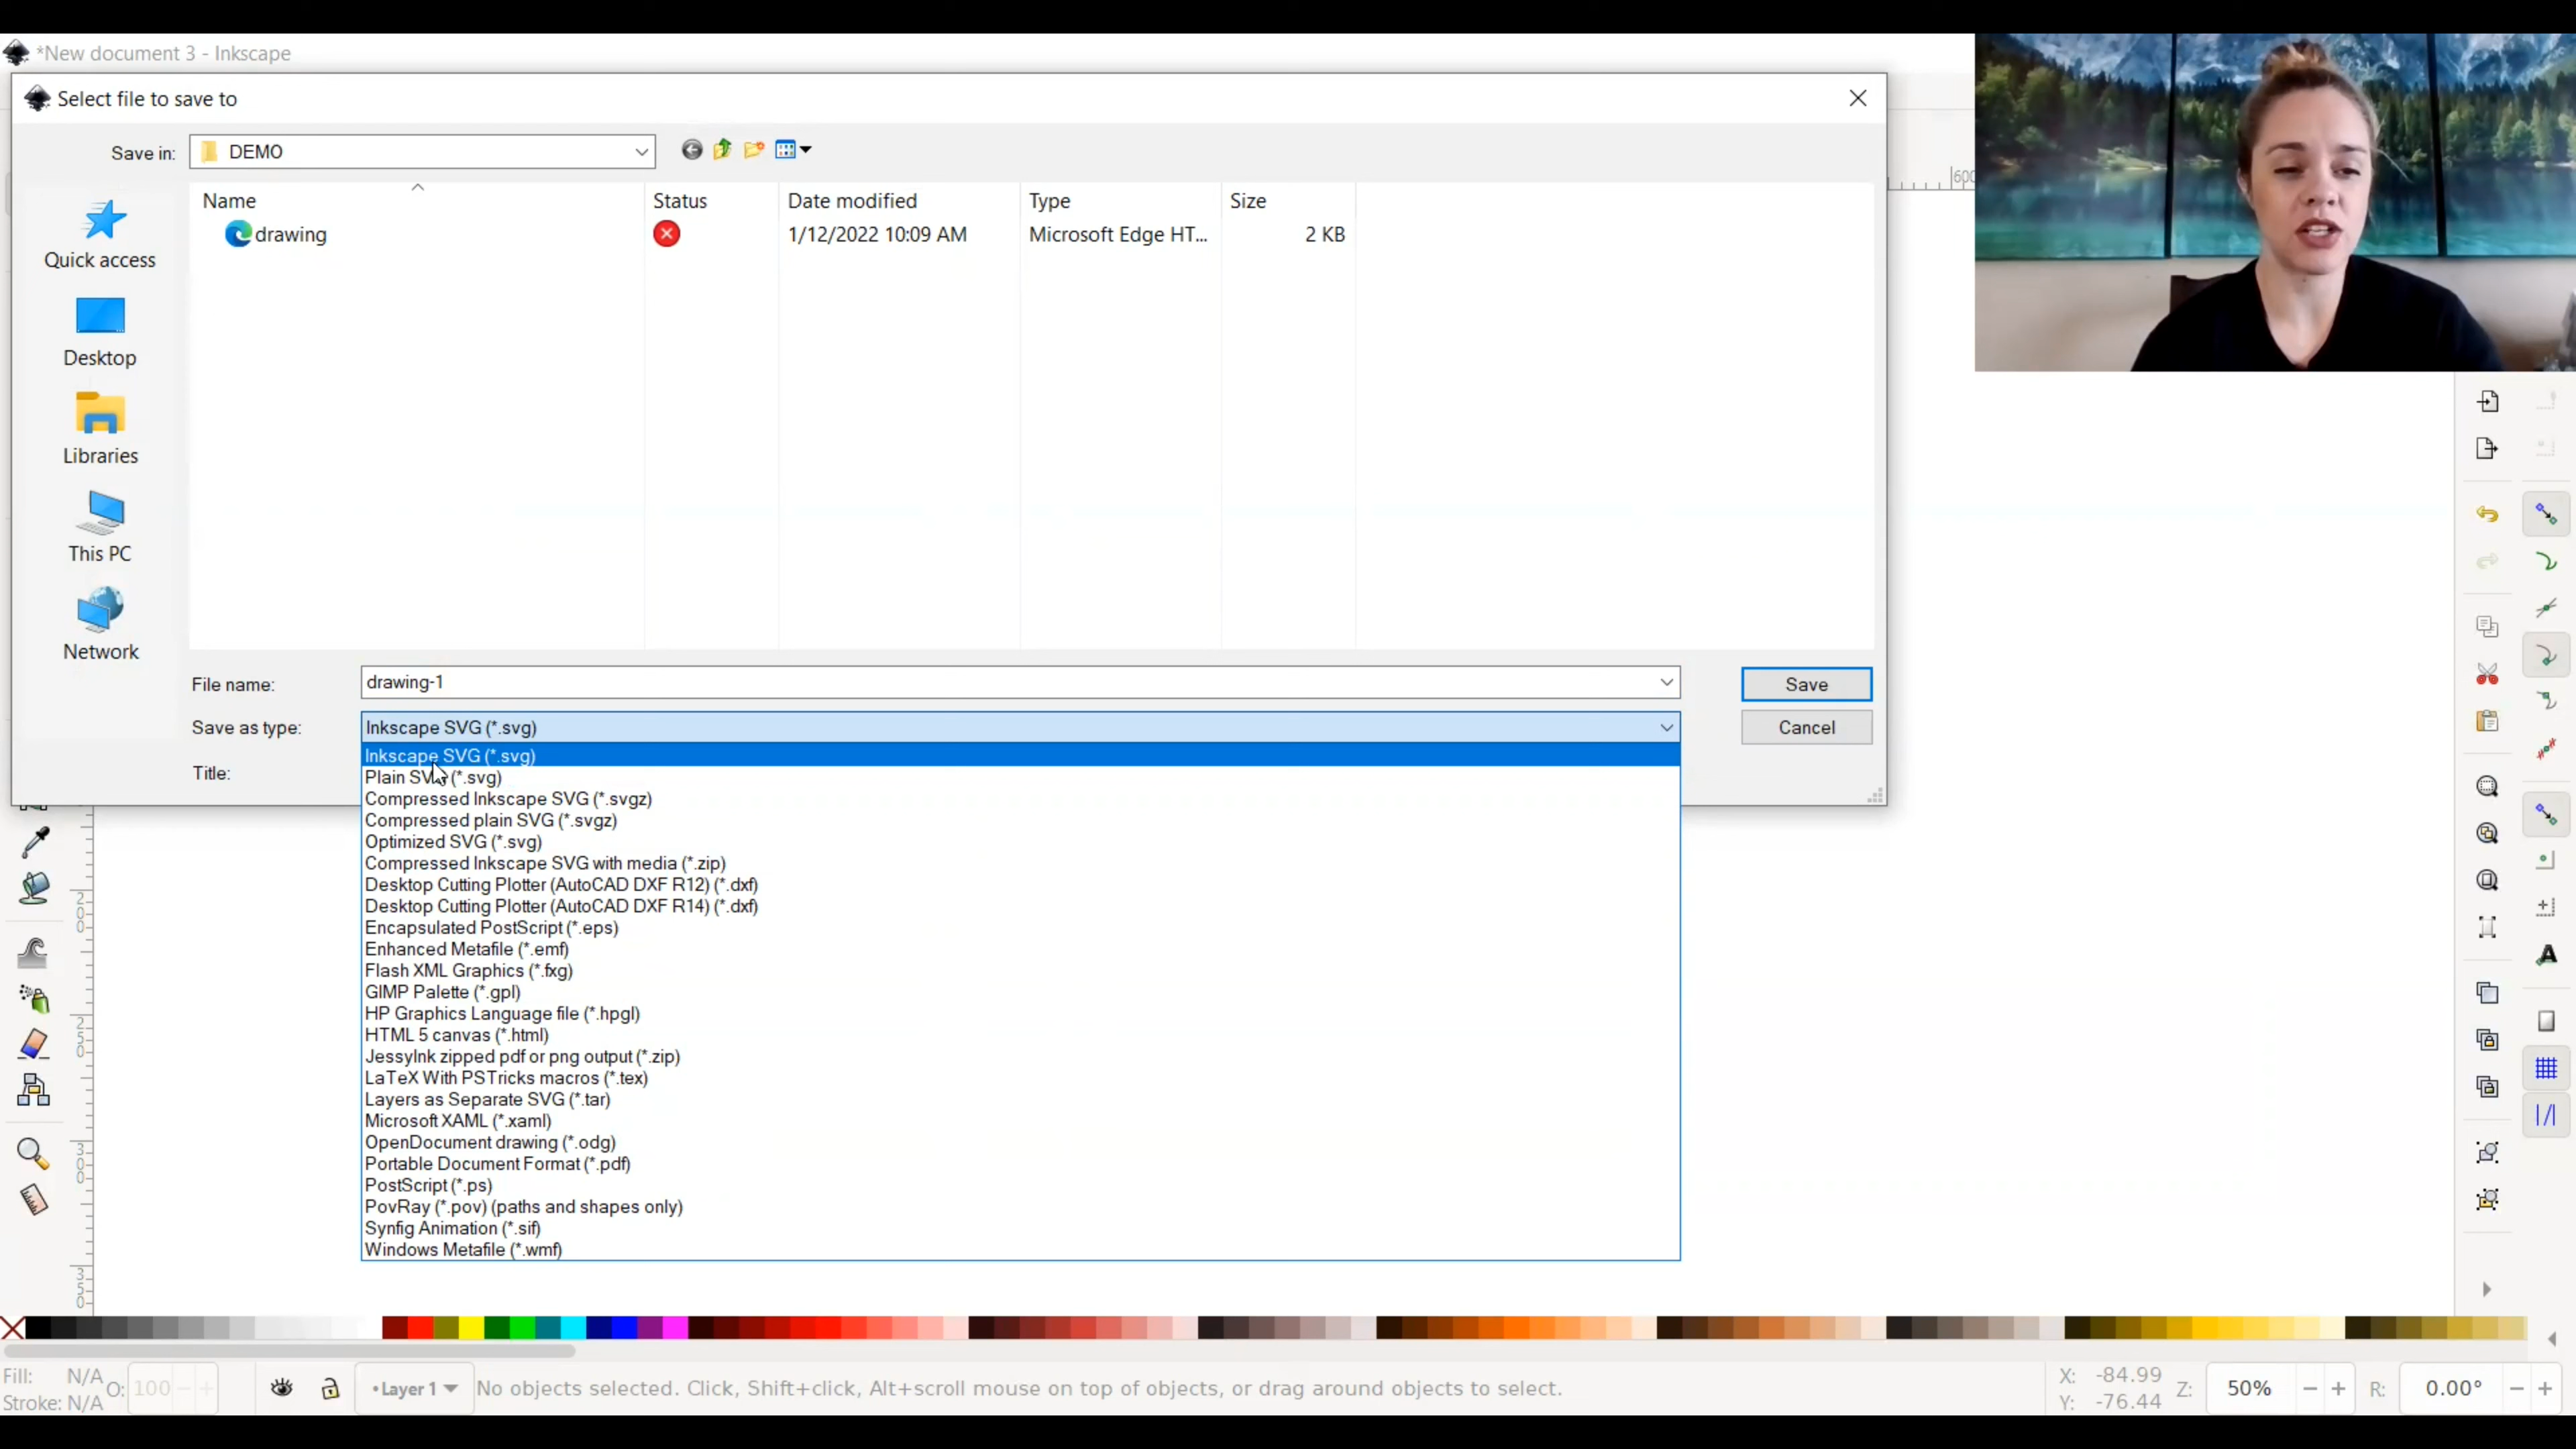 *New document 3 - Inkscape
Select file to save to
Save in: DEMO
Name Status Date modified Type Size
drawing 1/12/2022 10:09 AM Microsoft Edge HT... 2 KB
Quick access
Desktop
Libraries
This PC
Network
File name: drawing-1 Save
Save as type: Inkscape SVG (*.svg) Cancel
Title:
Inkscape SVG (*.svg)
Plain SVG (*.svg)
Compressed Inkscape SVG (*.svgz)
Compressed plain SVG (*.svgz)
Optimized SVG (*.svg)
Compressed Inkscape SVG with media (*.zip)
Desktop Cutting Plotter (AutoCAD DXF R12) (*.dxf)
Desktop Cutting Plotter (AutoCAD DXF R14) (*.dxf)
Encapsulated PostScript (*.eps)
Enhanced Metafile (*.emf)
Flash XML Graphics (*.fxg)
GIMP Palette (*.gpl)
HP Graphics Language file (*.hpgl)
HTML 5 canvas (*.html)
JessyInk zipped pdf or png output (*.zip)
LaTeX With PSTricks macros (*.tex)
Layers as Separate SVG (*.tar)
Microsoft XAML (*.xaml)
OpenDocument drawing (*.odg)
Portable Document Format (*.pdf)
PostScript (*.ps)
PovRay (*.pov) (paths and shapes only)
Synfig Animation (*.sif)
Windows Metafile (*.wmf)
600
200
250
300
350
Fill: N/A O: 100
Stroke: N/A
•Layer 1 No objects selected. Click, Shift+click, Alt+scroll mouse on top of objects, or drag around objects to select.
X: -84.99
Y: -76.44
Z: 50% R: 0.00°